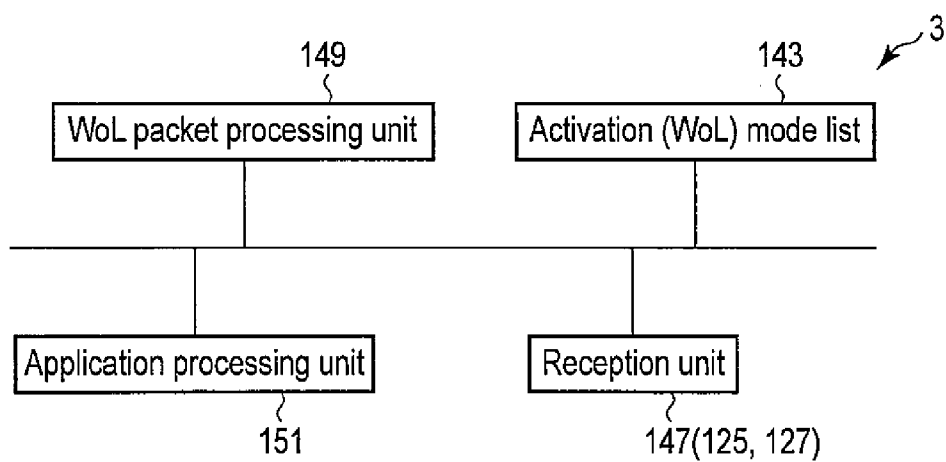 3
149
143
WoL packet processing unit
Activation (WoL) mode list
Application processing unit
Reception unit
151
147(125, 127)